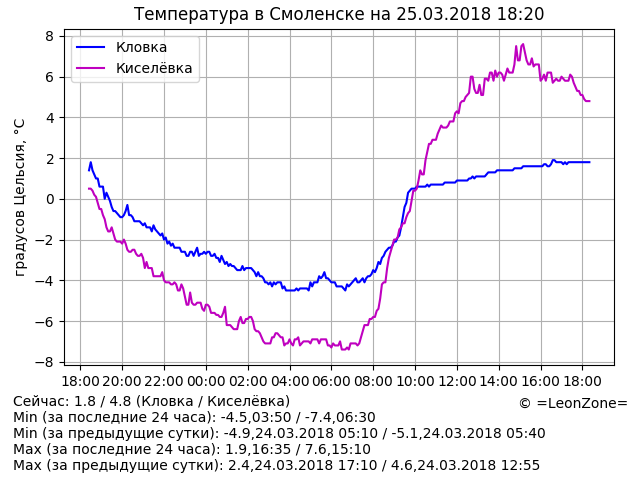 Температура в Смоленске на 25.03.2018 18:20
Кловка
Киселёвка
градусов Цельсия, °C
8
6
4
2
0
−2
−4
−6
−8
18:00 20:00 22:00 00:00 02:00 04:00 06:00 08:00 10:00 12:00 14:00 16:00 18:00
Сейчас: 1.8 / 4.8 (Кловка / Киселёвка)
© =LeonZone=
Min (за последние 24 часа): -4.5,03:50 / -7.4,06:30
Min (за предыдущие сутки): -4.9,24.03.2018 05:10 / -5.1,24.03.2018 05:40
Max (за последние 24 часа): 1.9,16:35 / 7.6,15:10
Max (за предыдущие сутки): 2.4,24.03.2018 17:10 / 4.6,24.03.2018 12:55